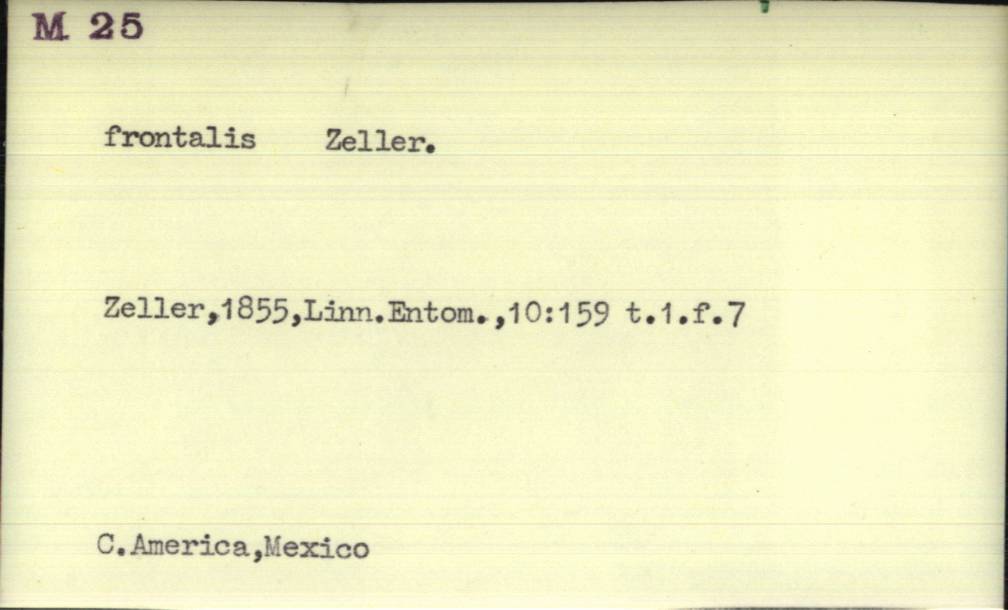 M 25
frontalis Zeller.
Zeller,1855,Linn.Entom.,10:159 t.1.f.7
C.America,Mexico